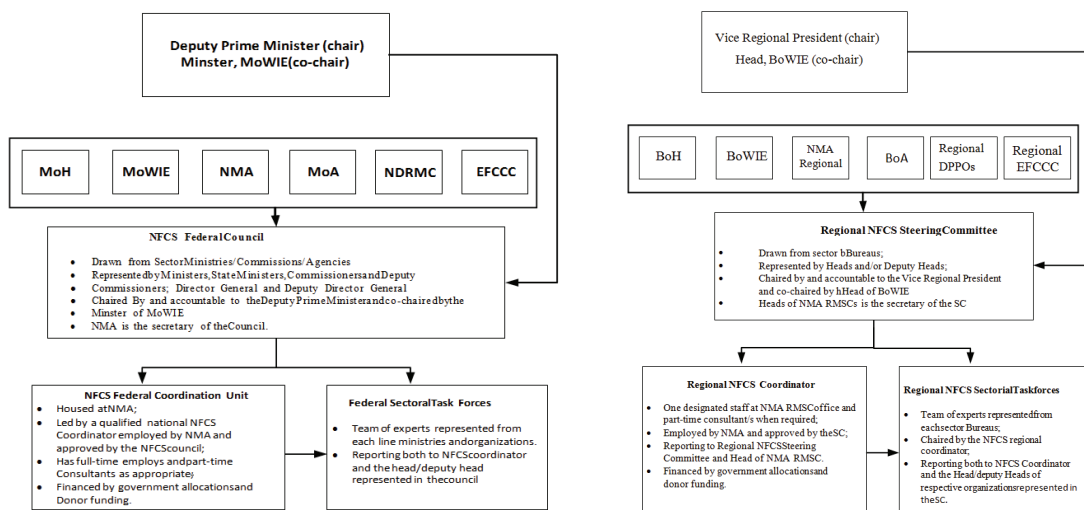 Deputy Prime Minister (chair)
Minster, MoWIE(co-chair)
MoH
MoWIE
NMA
MoA
NDRMC
EFCCC
NFCS FederalCouncil
• Drawn from SectorMinistries/Commissions/Agencies
• RepresentedbyMinisters,StateMinisters,CommissionersandDeputy
• Commissioners; Director General and Deputy Director General
• Chaired By and accountable to theDeputyPrimeMinisterandco-chairedbythe
• Minster of MoWIE
• NMA is the secretary of theCouncil.
NFCS Federal Coordination Unit
• Housed atNMA;
• Led by a qualified national NFCS
Coordinator employed by NMA and
approved by the NFCScouncil;
• Has full-time employs andpart-time
Consultants as appropriate;
• Financed by government allocationsand
Donor funding.
Federal SectoralTask Forces
• Team of experts represented from
each line ministries andorganizations.
• Reporting both to NFCScoordinator
and the head/deputy head
represented in thecouncil
Vice Regional President (chair)
Head, BoWIE (co-chair)
BoH
BoWIE
NMA
Regional
BoA
Regional
DPPOs
Regional
EFCCC
Regional NFCS SteeringCommittee
• Drawn from sector bBureaus;
• Represented by Heads and/or Deputy Heads;
• Chaired by and accountable to the Vice Regional President
and co-chaired by hHead of BoWIE
• Heads of NMA RMSCs is the secretary of the SC
Regional NFCS Coordinator
• One designated staff at NMA RMSCoffice and
part-time consultant/s when required;
• Employed by NMA and approved by theSC;
• Reporting to Regional NFCSSteering
Committee and Head of NMA RMSC.
• Financed by government allocationsand
donor funding.
Regional NFCS SectorialTaskforces
• Team of experts representedfrom
eachsector Bureaus;
• Chaired by the NFCS regional
coordinator;
• Reporting both to NFCS Coordinator
and the Head/deputy Heads of
respective organizationsrepresented in
theSC.